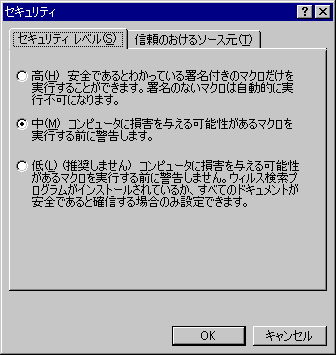 セキュリティ
セキュリティ レベル(S)
信頼のおけるソース元(T)
高(H) 安全であるとわかっている署名付きのマクロだけを
実行することができます。署名のないマクロは自動的に実
行不可になります。
中(M) コンピュータに損害を与える可能性があるマクロを
実行する前に警告します。
低(L) (推奨しません) コンピュータに損害を与える可能性
があるマクロを実行する前に警告しません。ウィルス検索プ
ログラムがインストールされているか、すべてのドキュメントが
安全であると確信する場合のみ設定できます。
OK
キャンセル